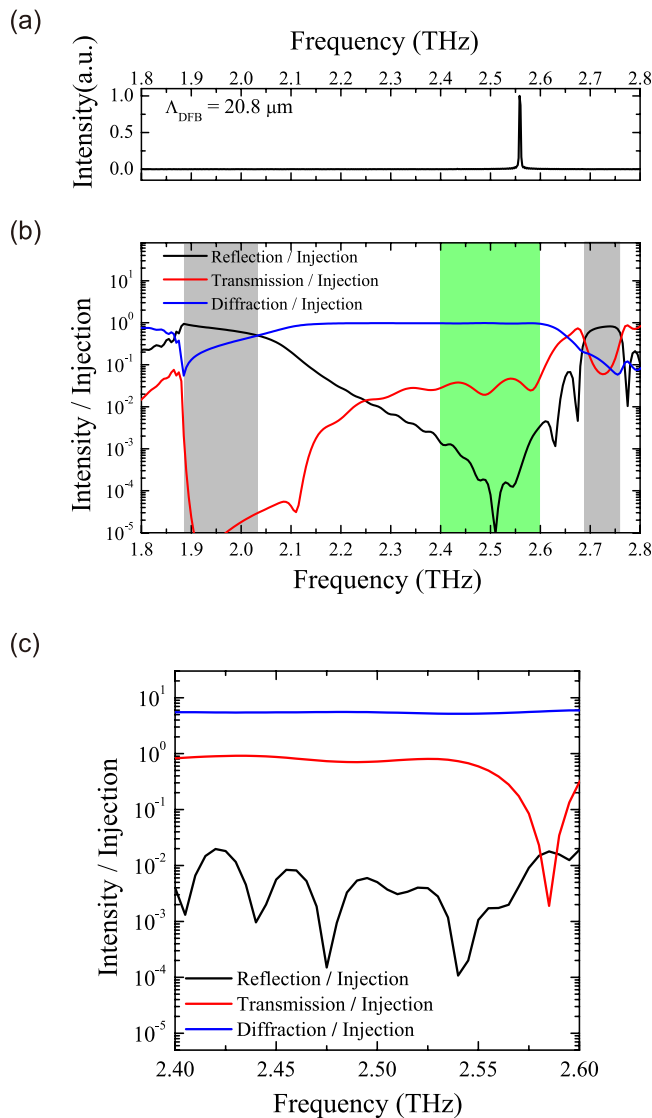 (a)
Frequency (THz)
1.8 1.9 2.0 2.1 2.2 2.3 2.4 2.5 2.6 2.7 2.8
Intensity(a.u.)
1.0
0.5
0.0
Λ_DFB = 20.8 μm
(b)
Intensity / Injection
10^1
10^0
10^-1
10^-2
10^-3
10^-4
10^-5
Reflection / Injection
Transmission / Injection
Diffraction / Injection
1.8 1.9 2.0 2.1 2.2 2.3 2.4 2.5 2.6 2.7 2.8
Frequency (THz)
(c)
Intensity / Injection
10^1
10^0
10^-1
10^-2
10^-3
10^-4
10^-5
Reflection / Injection
Transmission / Injection
Diffraction / Injection
2.40 2.45 2.50 2.55 2.60
Frequency (THz)